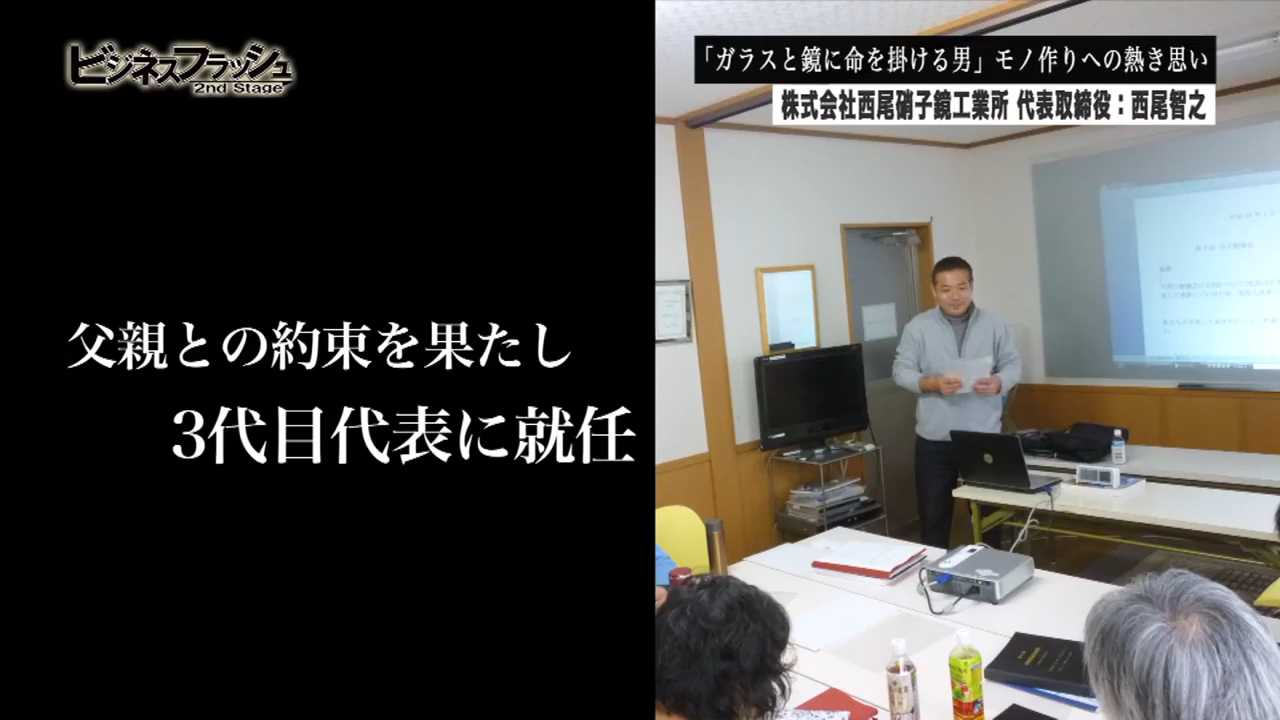 ビジネスフラッシュ
2nd Stage
「ガラスと鏡に命を掛ける男」モノ作りへの熱き思い
株式会社西尾硝子鏡工業所 代表取締役：西尾智之
父親との約束を果たし
3代目代表に就任